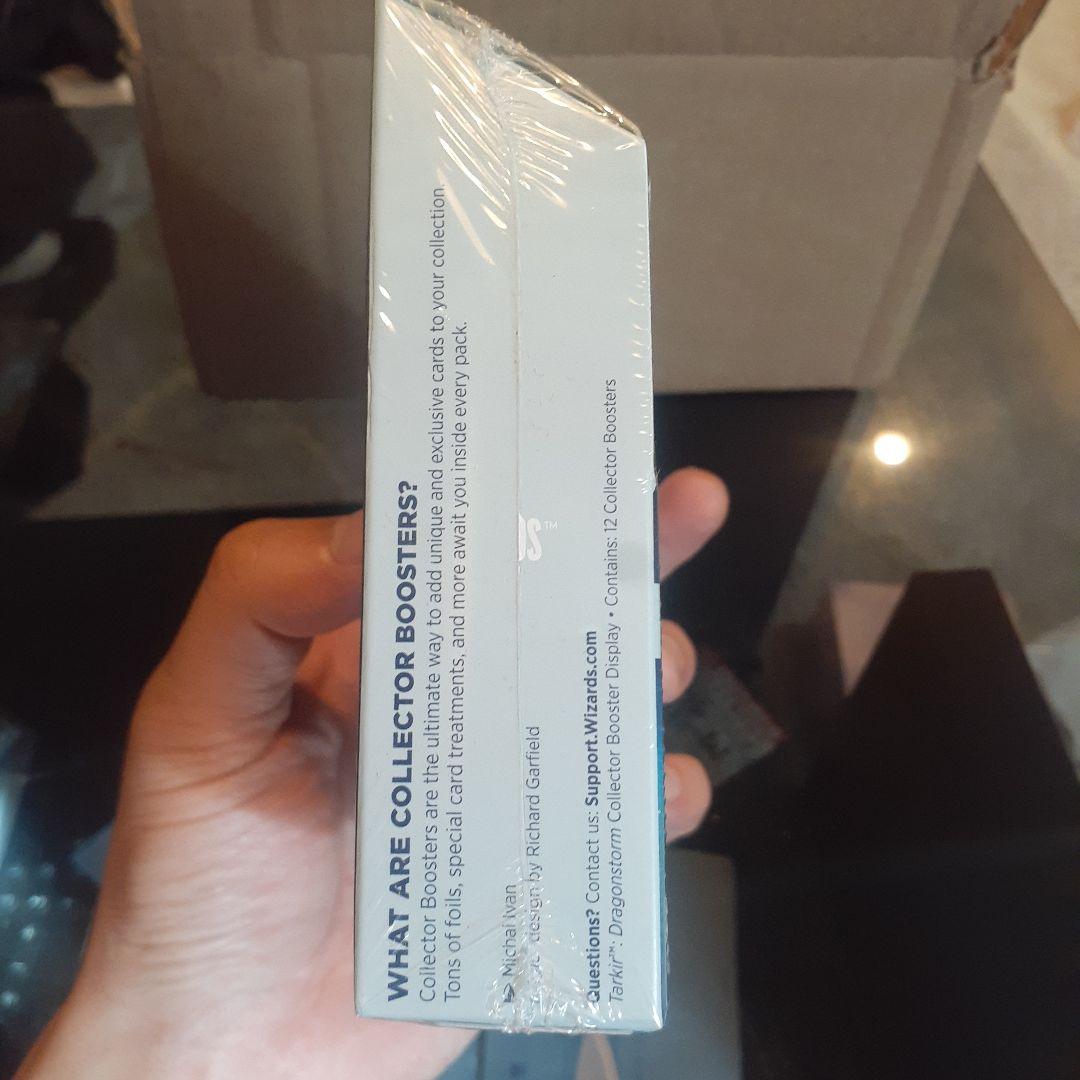 WHAT ARE COLLECTOR BOOSTERS?
Collector Boosters are the ultimate way to add unique and exclusive cards to your collection.
Tons of foils, special card treatments, and more await you inside every pack.
Michal Ivan
design by Richard Garfield
S™
Questions? Contact us: Support.Wizards.com
Tarkir™: Dragonstorm Collector Booster Display • Contains: 12 Collector Boosters